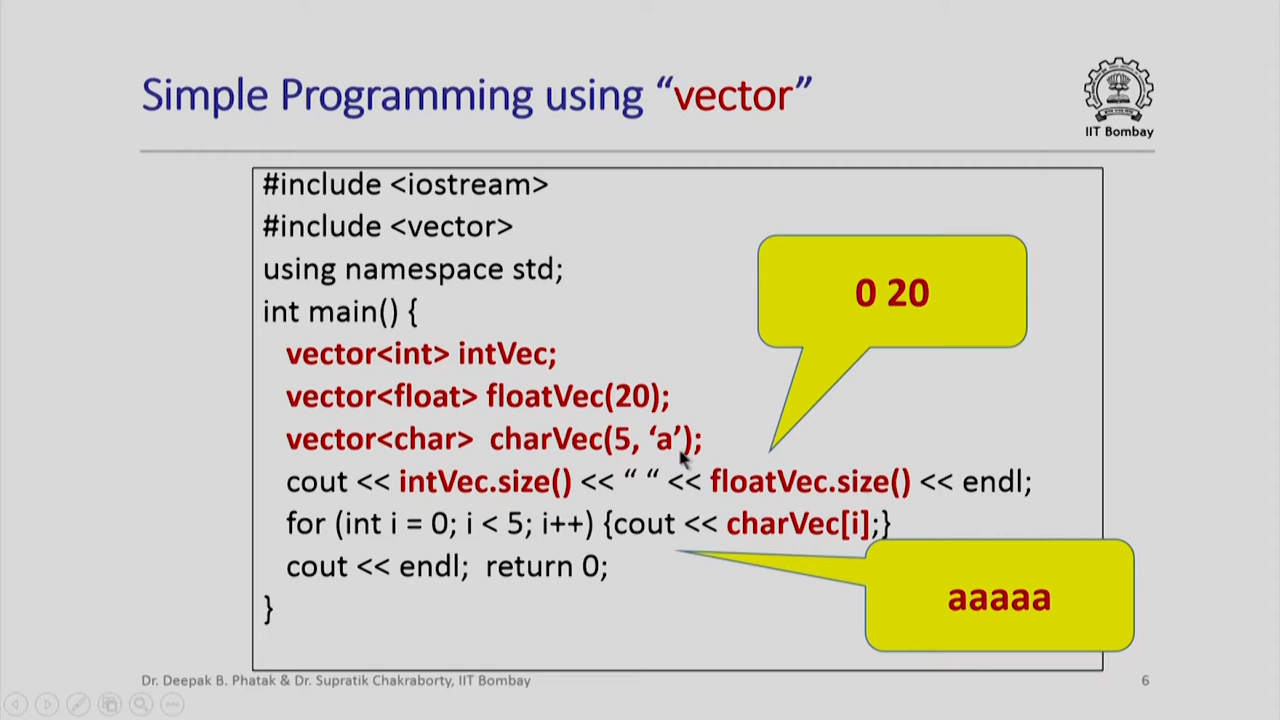 Simple Programming using “vector”
IIT Bombay
#include <iostream>
#include <vector>
using namespace std;
int main() {
vector<int> intVec;
vector<float> floatVec(20);
vector<char> charVec(5, ‘a’);
cout << intVec.size() << “ “ << floatVec.size() << endl;
for (int i = 0; i < 5; i++) {cout << charVec[i];}
cout << endl; return 0;
}
0 20
aaaaa
Dr. Deepak B. Phatak & Dr. Supratik Chakraborty, IIT Bombay
6